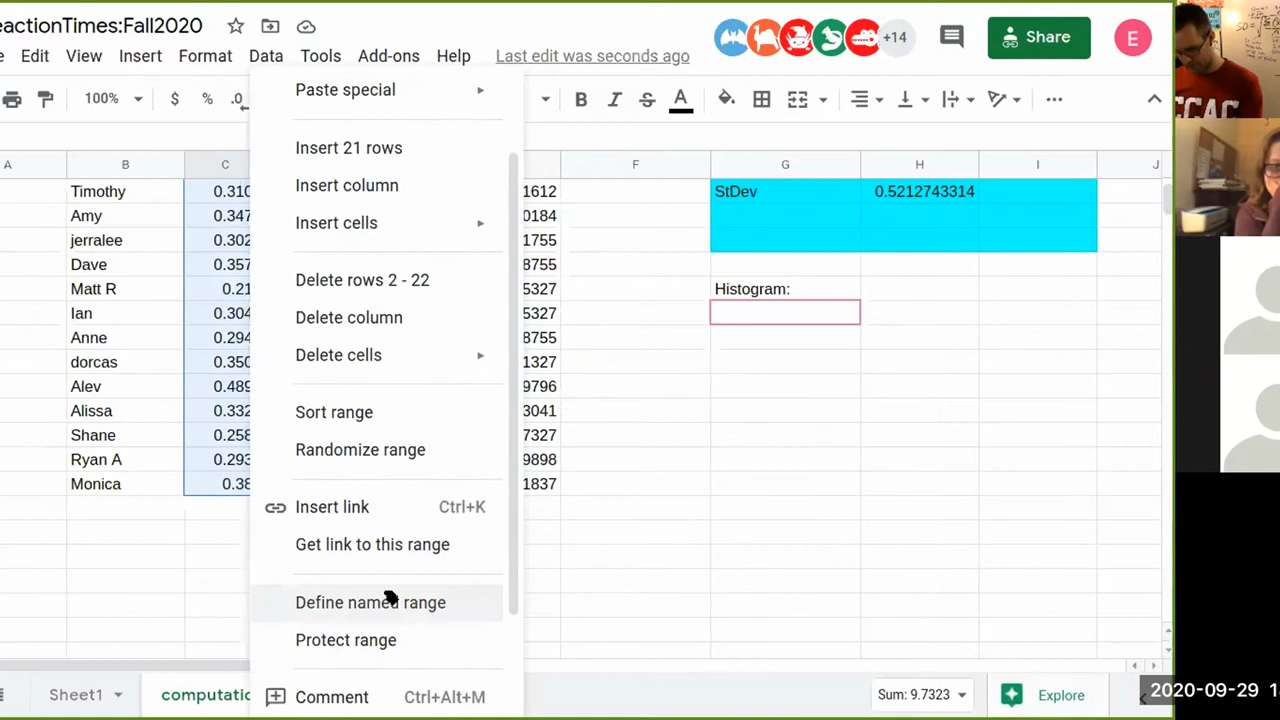 eactionTimes:Fall2020
Edit View Insert Format Data Tools Add-ons Help Last edit was seconds ago
+14
Share
E
100% $ % .0 B I S A
A B C F G H I J
Timothy 0.310 1612 StDev 0.5212743314
Amy 0.347 0184
jerralee 0.302 1755
Dave 0.357 8755
Matt R 0.21 5327 Histogram:
Ian 0.304 5327
Anne 0.294 8755
dorcas 0.350 1327
Alev 0.489 9796
Alissa 0.332 3041
Shane 0.258 7327
Ryan A 0.293 9898
Monica 0.38 1837
Paste special
Insert 21 rows
Insert column
Insert cells
Delete rows 2 - 22
Delete column
Delete cells
Sort range
Randomize range
Insert link Ctrl+K
Get link to this range
Define named range
Protect range
Comment Ctrl+Alt+M
Sheet1 computatio Sum: 9.7323 Explore
2020-09-29 1
CCAC